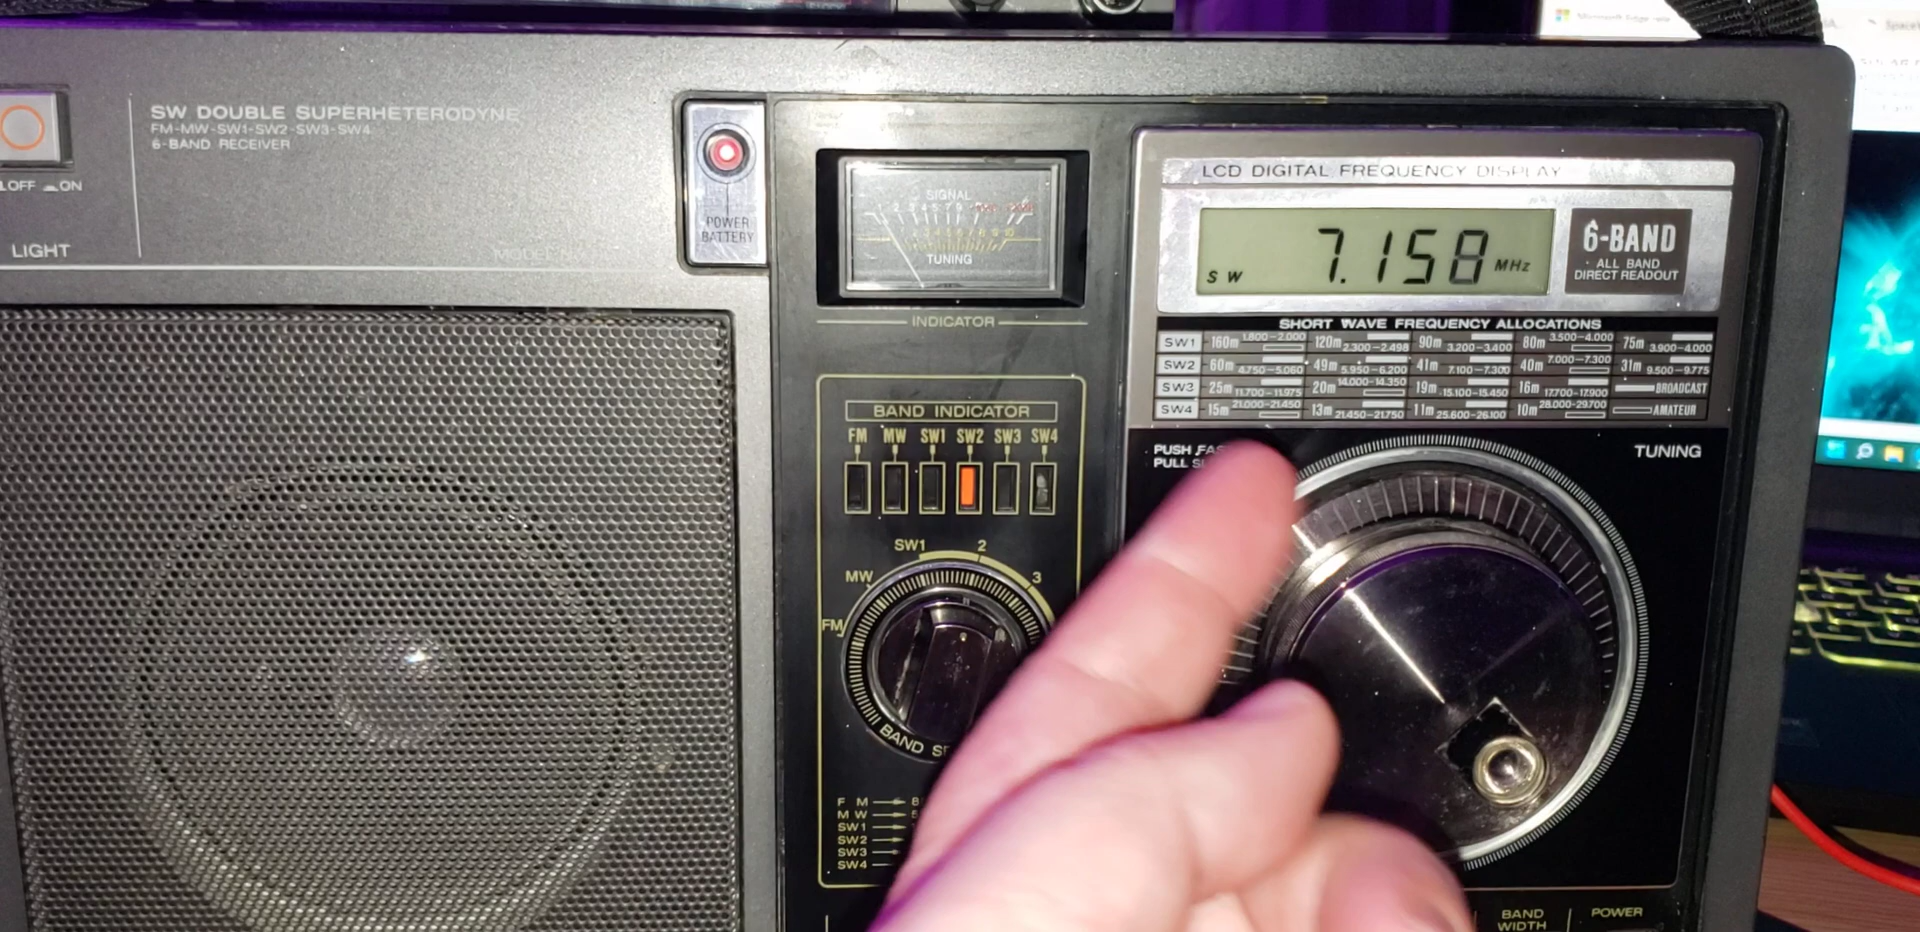 SW DOUBLE SUPERHETERODYNE
FM-MW-SW1-SW2-SW3-SW4
6-BAND RECEIVER
OFF ON
LIGHT
POWER
BATTERY
SIGNAL
TUNING
INDICATOR
LCD DIGITAL FREQUENCY DISPLAY
SW 7.158 MHz
6-BAND
ALL BAND
DIRECT READOUT
SHORT WAVE FREQUENCY ALLOCATIONS
SW1 160m 1.800-2.000 120m 2.300-2.498 90m 3.200-3.400 80m 3.500-4.000 75m 3.900-4.000
SW2 60m 4.750-5.060 49m 5.950-6.200 41m 7.100-7.300 40m 7.000-7.300 31m 9.500-9.775
SW3 25m 11.700-11.975 20m 14.000-14.350 19m 15.100-15.450 16m 17.700-17.900 BROADCAST
SW4 15m 21.000-21.450 13m 21.450-21.750 11m 25.600-26.100 10m 28.000-29.700 AMATEUR
BAND INDICATOR
FM MW SW1 SW2 SW3 SW4
PUSH
PULL
TUNING
SW1 2
MW 3
FM
BAND
F M
M W
SW1
SW2
SW3
SW4
BAND
WIDTH
POWER
Microsoft Edge